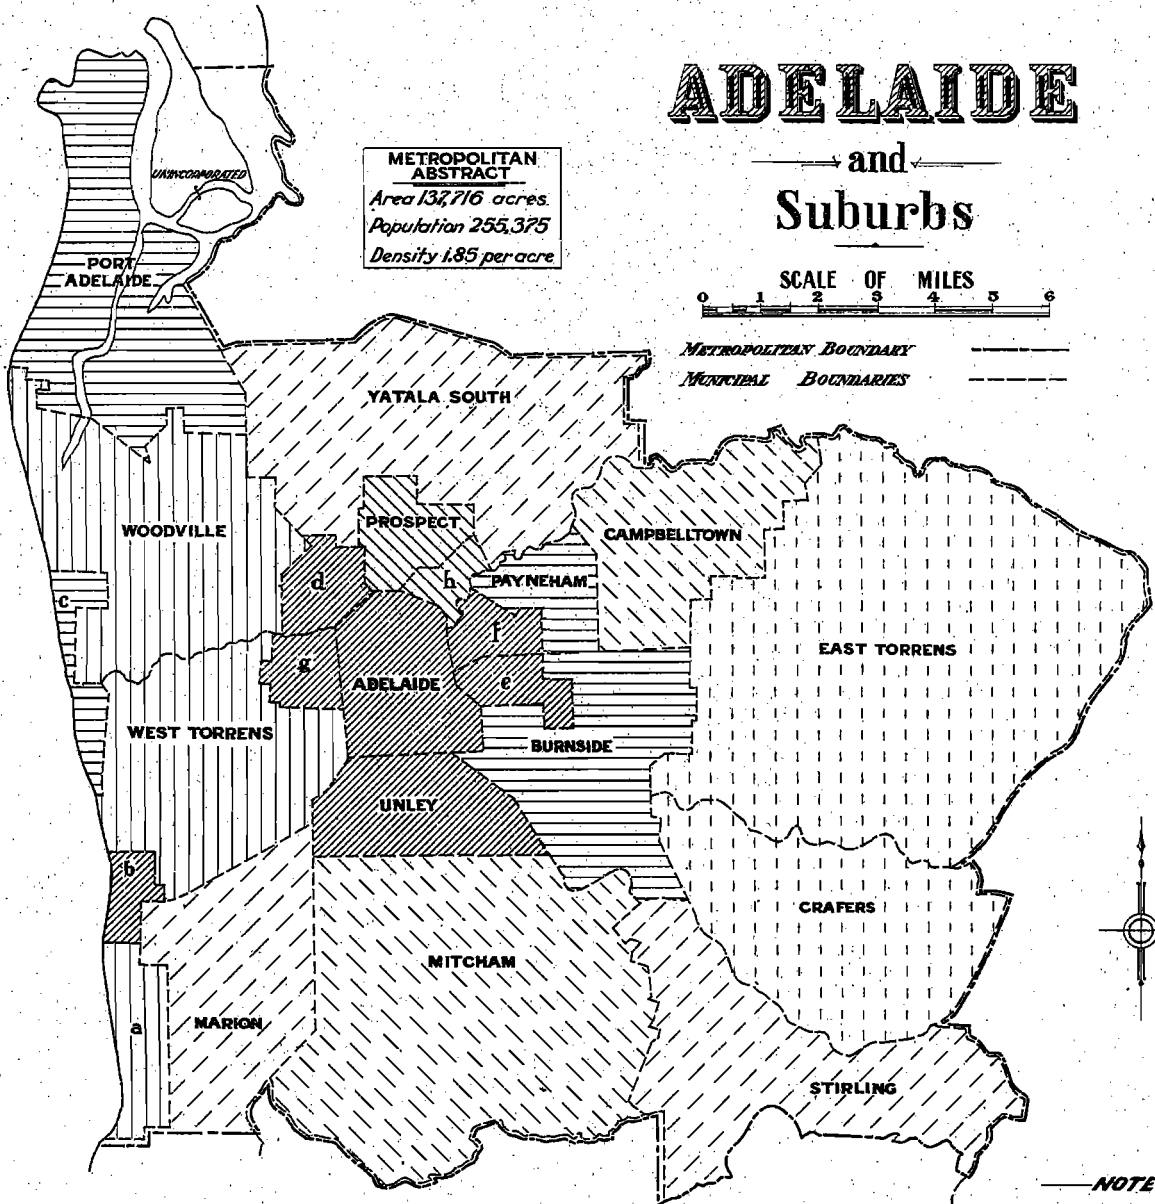 ADELAIDE
and
Suburbs
METROPOLITAN
ABSTRACT
Area 137,716 acres.
Population 255,375
Density 1.85 per acre
UNINCORPORATED
SCALE OF MILES
0 1 2 3 4 5 6
METROPOLITAN BOUNDARY
MUNICIPAL BOUNDARIES
PORT
ADELAIDE
YATALA SOUTH
WOODVILLE
PROSPECT
CAMPBELLTOWN
d
h
PAYNEHAM
c
f
g
ADELAIDE
e
EAST TORRENS
WEST TORRENS
BURNSIDE
UNLEY
b
CRAFERS
MITCHAM
a
MARION
STIRLING
NOTE